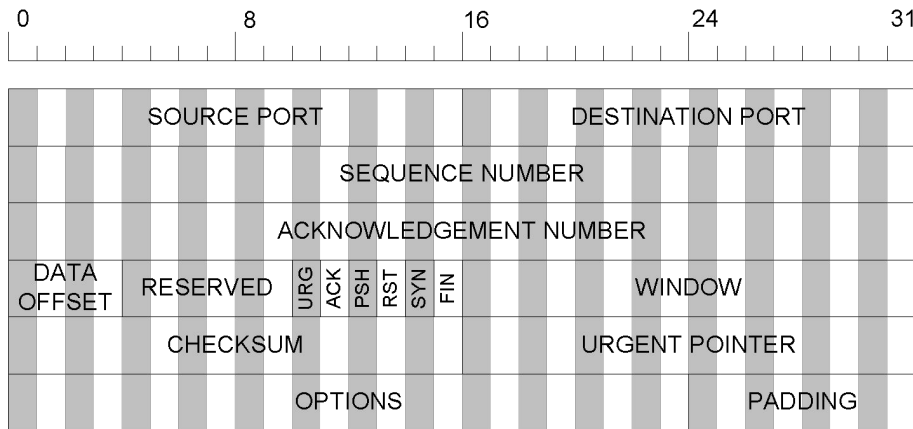 0 8 16 24 31
SOURCE PORT DESTINATION PORT
SEQUENCE NUMBER
ACKNOWLEDGEMENT NUMBER
DATA OFFSET RESERVED URG ACK PSH RST SYN FIN WINDOW
CHECKSUM URGENT POINTER
OPTIONS PADDING